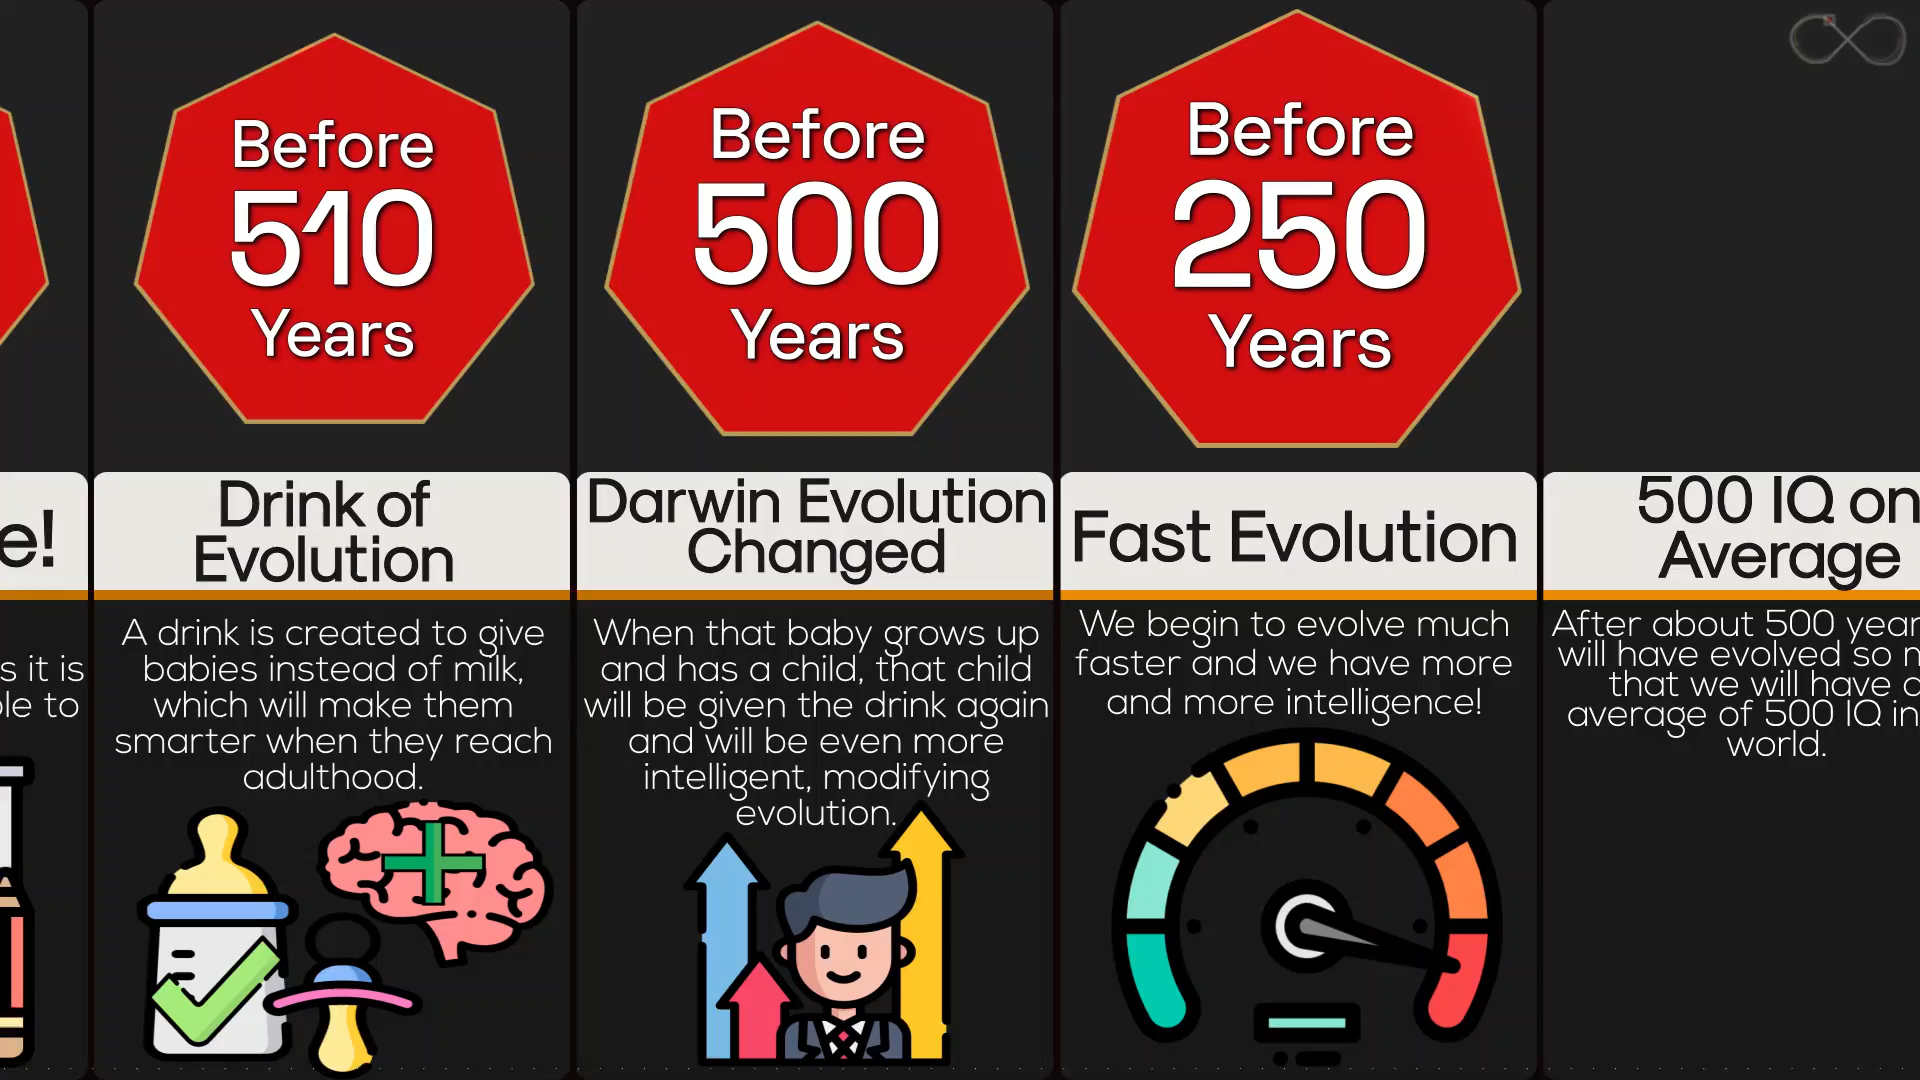 e!
s it is
le to
Before
510
Years
Drink of
Evolution
A drink is created to give
babies instead of milk,
which will make them
smarter when they reach
adulthood.
Before
500
Years
Darwin Evolution
Changed
When that baby grows up
and has a child, that child
will be given the drink again
and will be even more
intelligent, modifying
evolution.
Before
250
Years
Fast Evolution
We begin to evolve much
faster and we have more
and more intelligence!
500 IQ on
Average
After about 500 year
will have evolved so
that we will have
average of 500 IQ in
world.